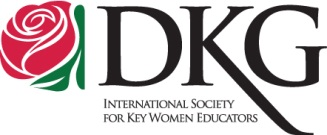 DKG
INTERNATIONAL SOCIETY
FOR KEY WOMEN EDUCATORS